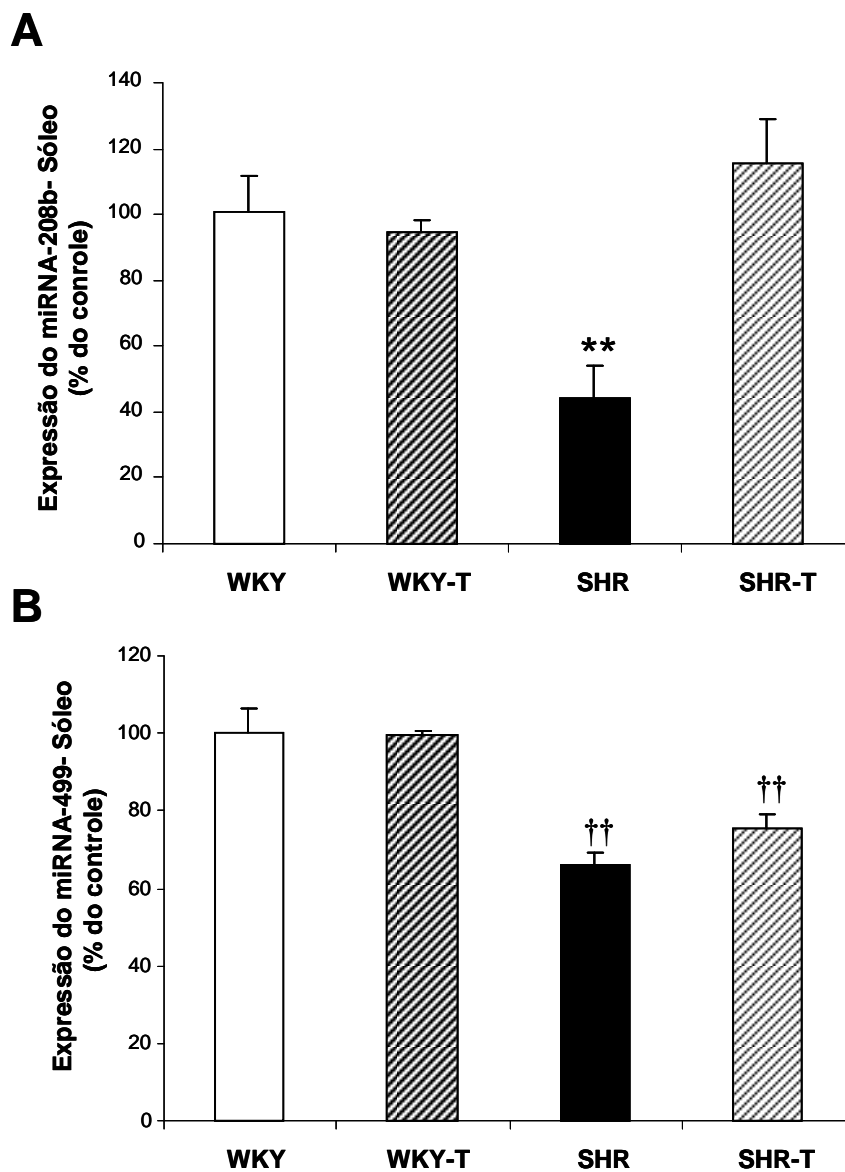 A
Expressão do miRNA-208b- Sóleo
(% do conrole)
140
120
100
80
60
40
20
0
**
WKY
WKY-T
SHR
SHR-T
B
Expressão do miRNA-499- Sóleo
(% do controle)
120
100
80
60
40
20
0
††
††
WKY
WKY-T
SHR
SHR-T